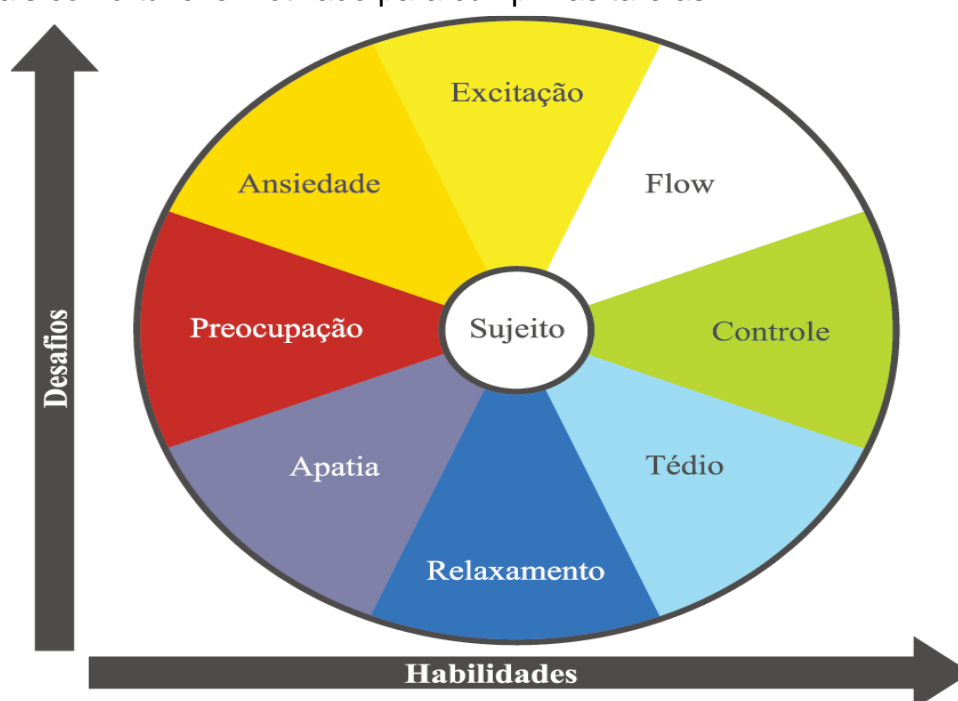 Excitação
Ansiedade
Flow
Preocupação
Sujeito
Controle
Desafios
Apatia
Tédio
Relaxamento
Habilidades